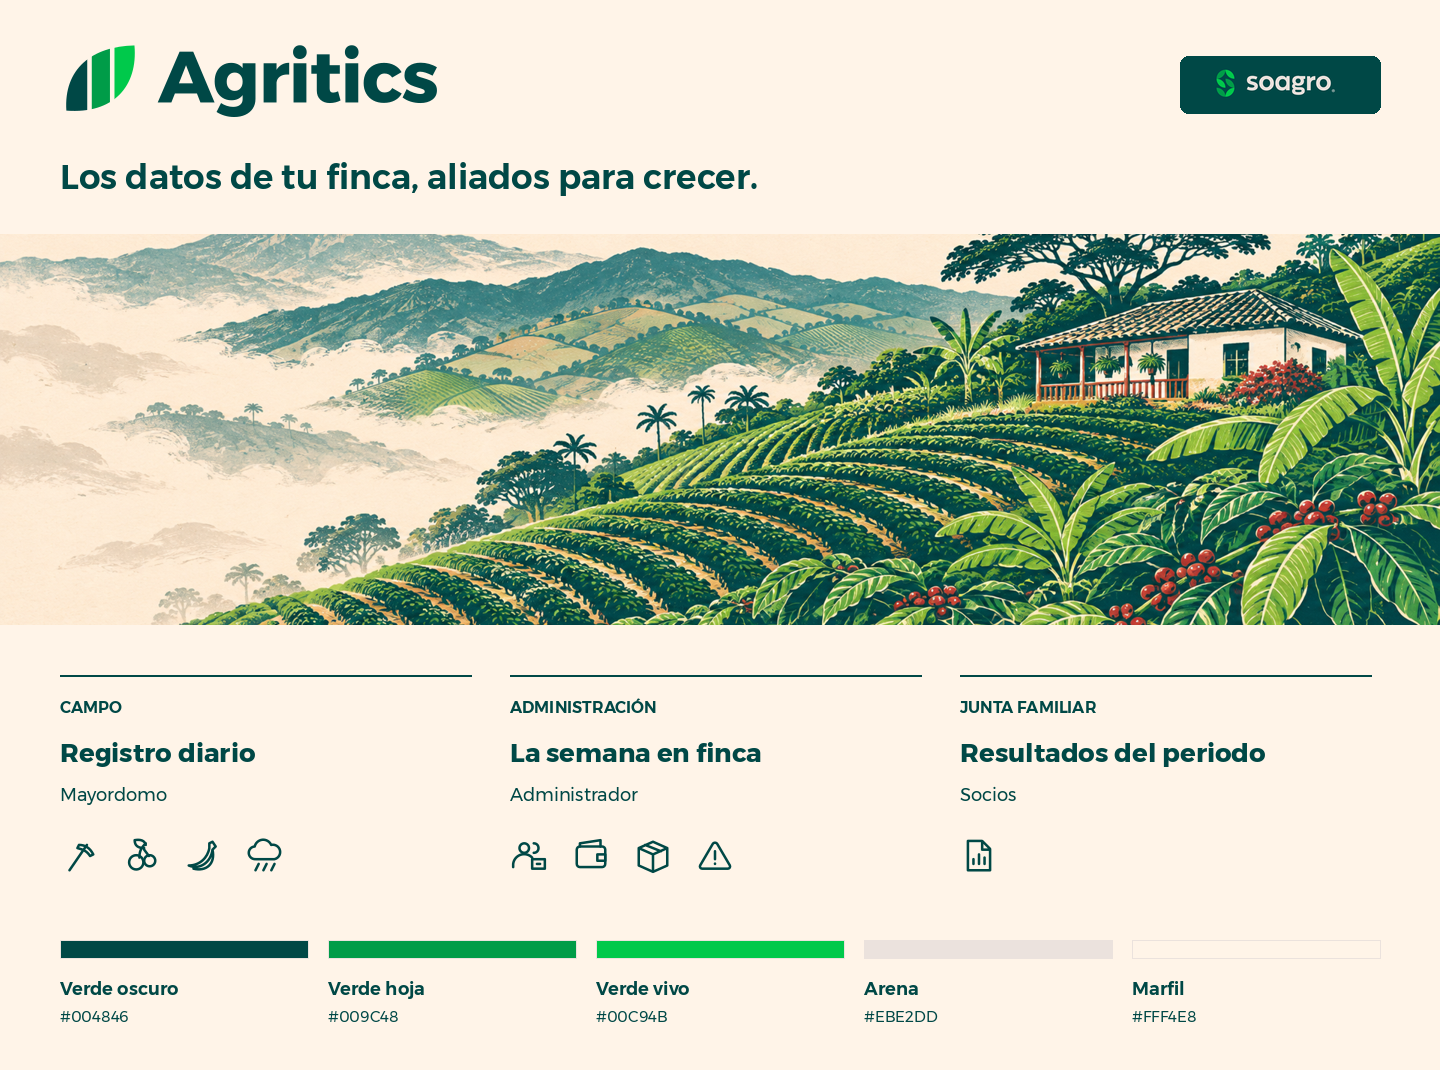 Agritics
soagro.
Los datos de tu finca, aliados para crecer.
CAMPO
Registro diario
Mayordomo
ADMINISTRACIÓN
La semana en finca
Administrador
JUNTA FAMILIAR
Resultados del periodo
Socios
Verde oscuro
#004846
Verde hoja
#009C48
Verde vivo
#00C94B
Arena
#EBE2DD
Marfil
#FFF4E8